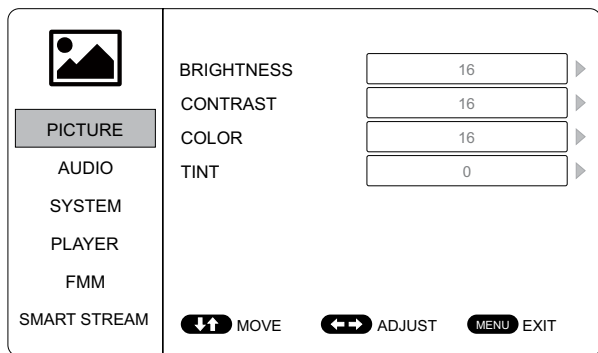 PICTURE
AUDIO
SYSTEM
PLAYER
FMM
SMART STREAM
BRIGHTNESS 16
CONTRAST 16
COLOR 16
TINT 0
MOVE ADJUST MENU EXIT